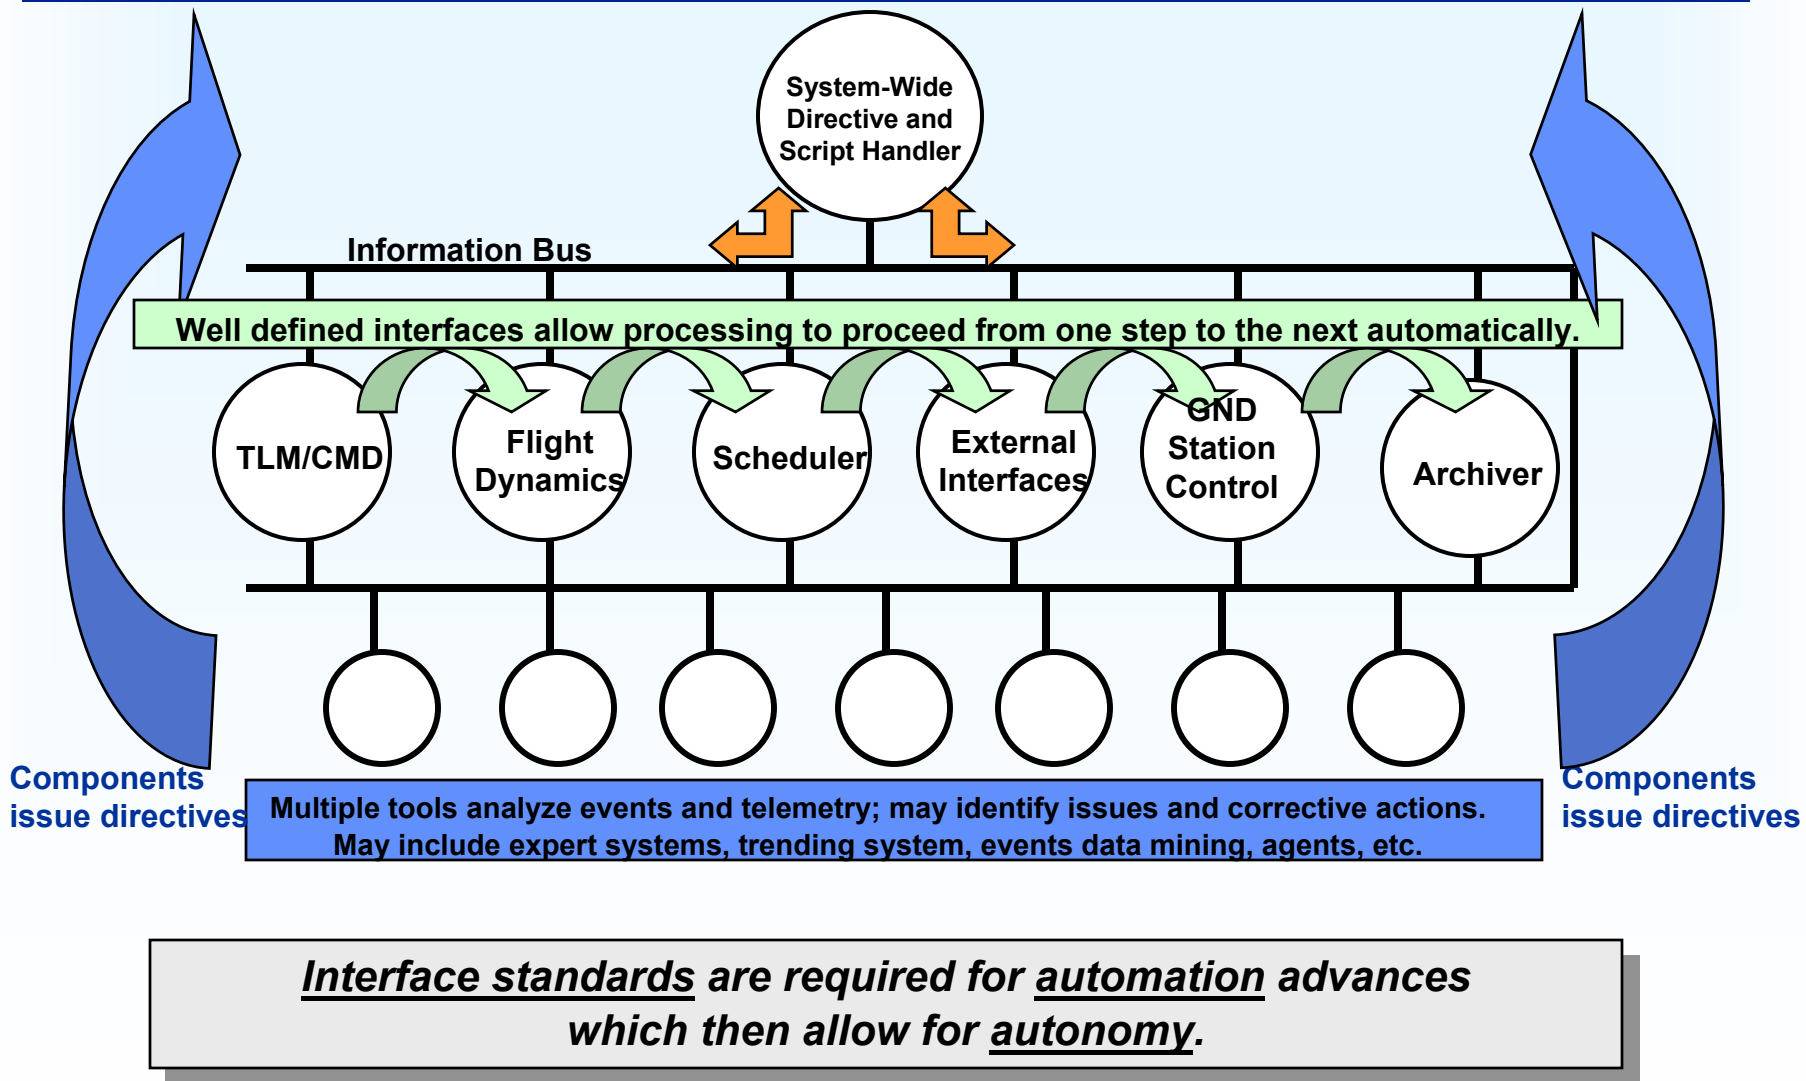 System-Wide
Directive and
Script Handler
Information Bus
Well defined interfaces allow processing to proceed from one step to the next automatically.
TLM/CMD
Flight
Dynamics
Scheduler
External
Interfaces
GND
Station
Control
Archiver
Components
issue directives
Components
issue directives
Multiple tools analyze events and telemetry; may identify issues and corrective actions.
May include expert systems, trending system, events data mining, agents, etc.
Interface standards are required for automation advances
which then allow for autonomy.